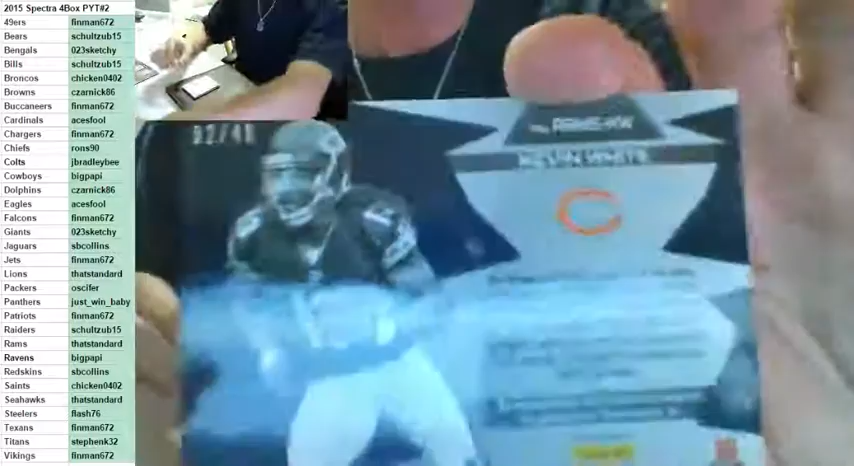 2015 Spectra 4Box PYT#2
49ers finman672
Bears schultzub15
Bengals 023sketchy
Bills schultzub15
Broncos chicken0402
Browns czarnick86
Buccaneers finman672
Cardinals acesfool
Chargers finman672
Chiefs rons90
Colts jbradleybee
Cowboys bigpapi
Dolphins czarnick86
Eagles acesfool
Falcons finman672
Giants 023sketchy
Jaguars sbcollins
Jets finman672
Lions thatstandard
Packers oscifer
Panthers just_win_baby
Patriots finman672
Raiders schultzub15
Rams thatstandard
Ravens bigpapi
Redskins sbcollins
Saints chicken0402
Seahawks thatstandard
Steelers flash76
Texans finman672
Titans stephenk32
Vikings finman672
KEVIN WHITE